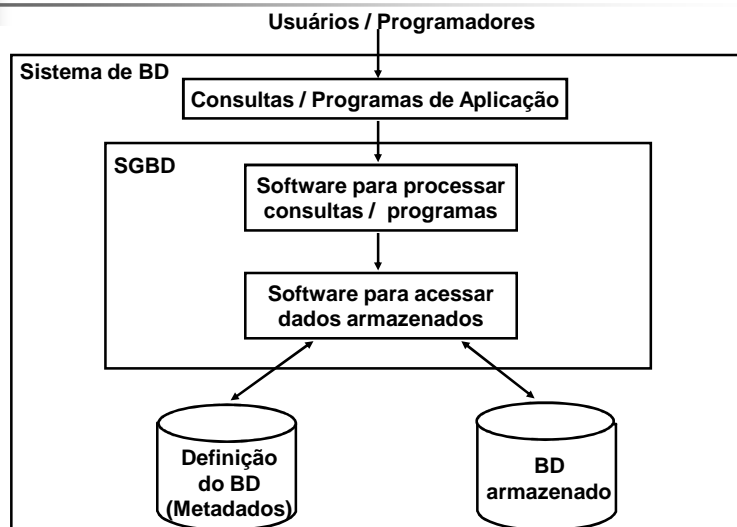 Usuários / Programadores
Sistema de BD
Consultas / Programas de Aplicação
SGBD
Software para processar
consultas / programas
Software para acessar
dados armazenados
Definição
do BD
(Metadados)
BD
armazenado